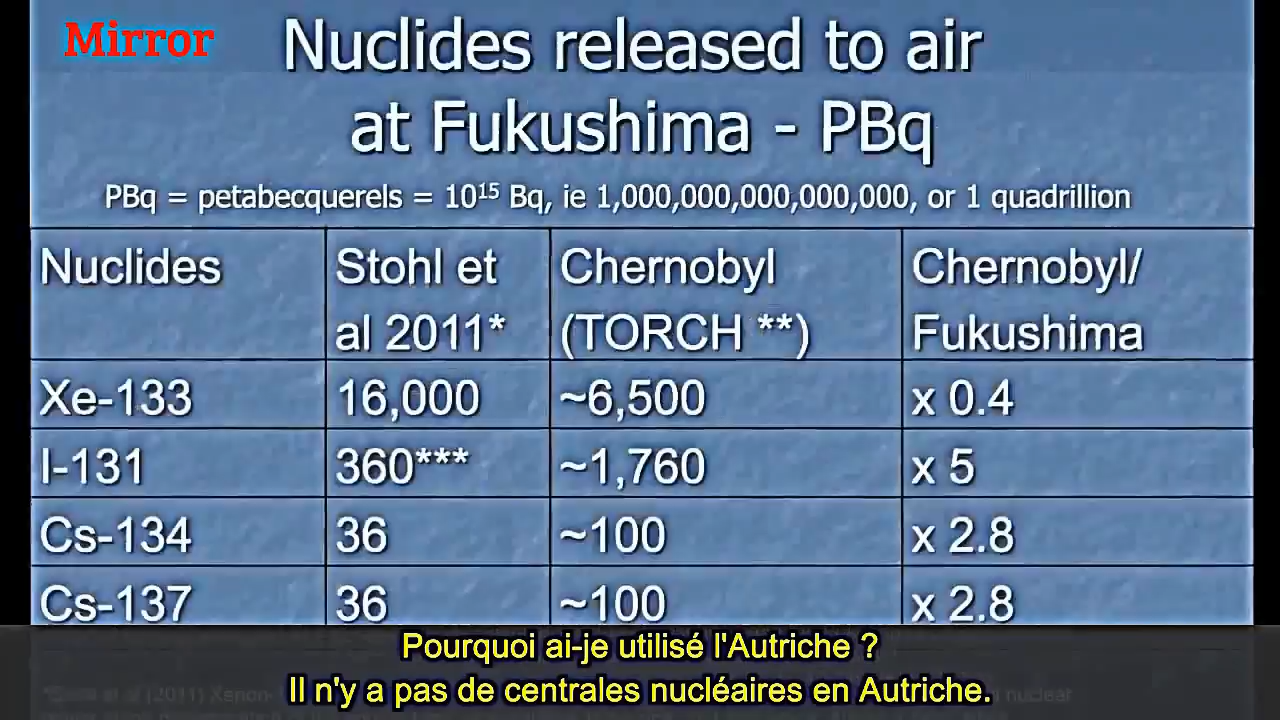 Mirror
Nuclides released to air
at Fukushima - PBq
PBq = petabecquerels = 10¹⁵ Bq, ie 1,000,000,000,000,000, or 1 quadrillion
Nuclides
Stohl et
al 2011*
Chernobyl
(TORCH **)
Chernobyl/
Fukushima
Xe-133 16,000 ~6,500 x 0.4
I-131 360*** ~1,760 x 5
Cs-134 36 ~100 x 2.8
Cs-137 36 ~100 x 2.8
Pourquoi ai-je utilisé l'Autriche ?
Il n'y a pas de centrales nucléaires en Autriche.